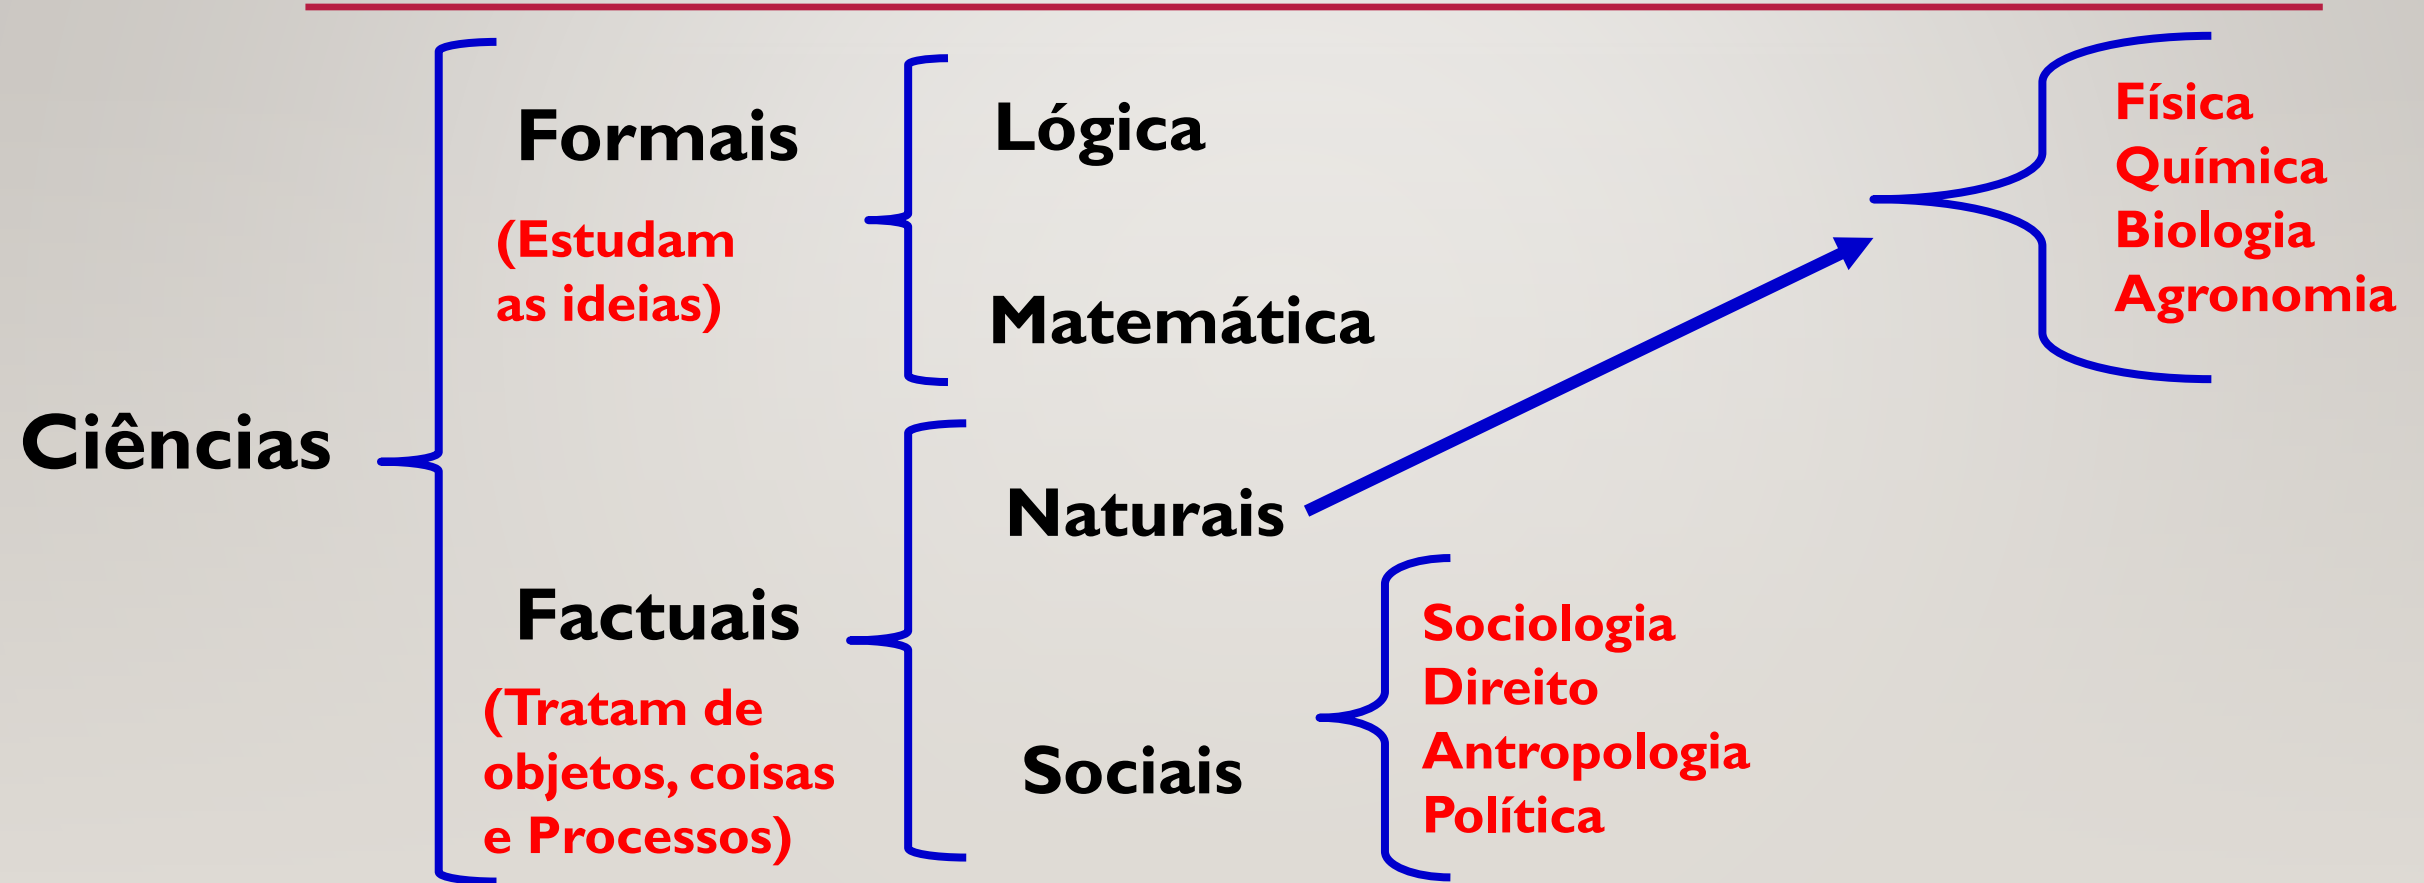 Ciências
Formais
(Estudam
as ideias)
Lógica
Matemática
Factuais
(Tratam de
objetos, coisas
e Processos)
Naturais
Física
Química
Biologia
Agronomia
Sociais
Sociologia
Direito
Antropologia
Política